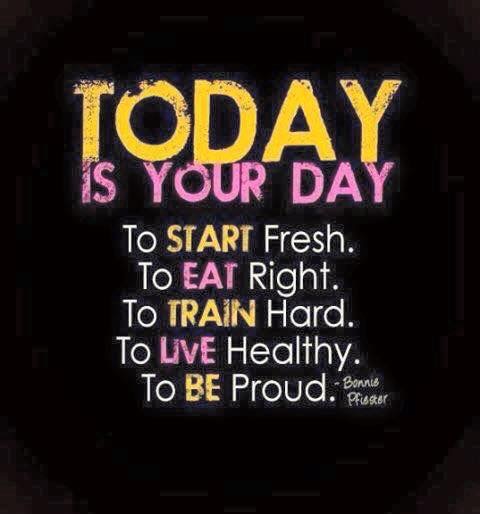 TODAY
IS YOUR DAY
To START Fresh.
To EAT Right.
To TRAIN Hard.
To LIVE Healthy.
To BE Proud.
- Bonnie
Pfiester